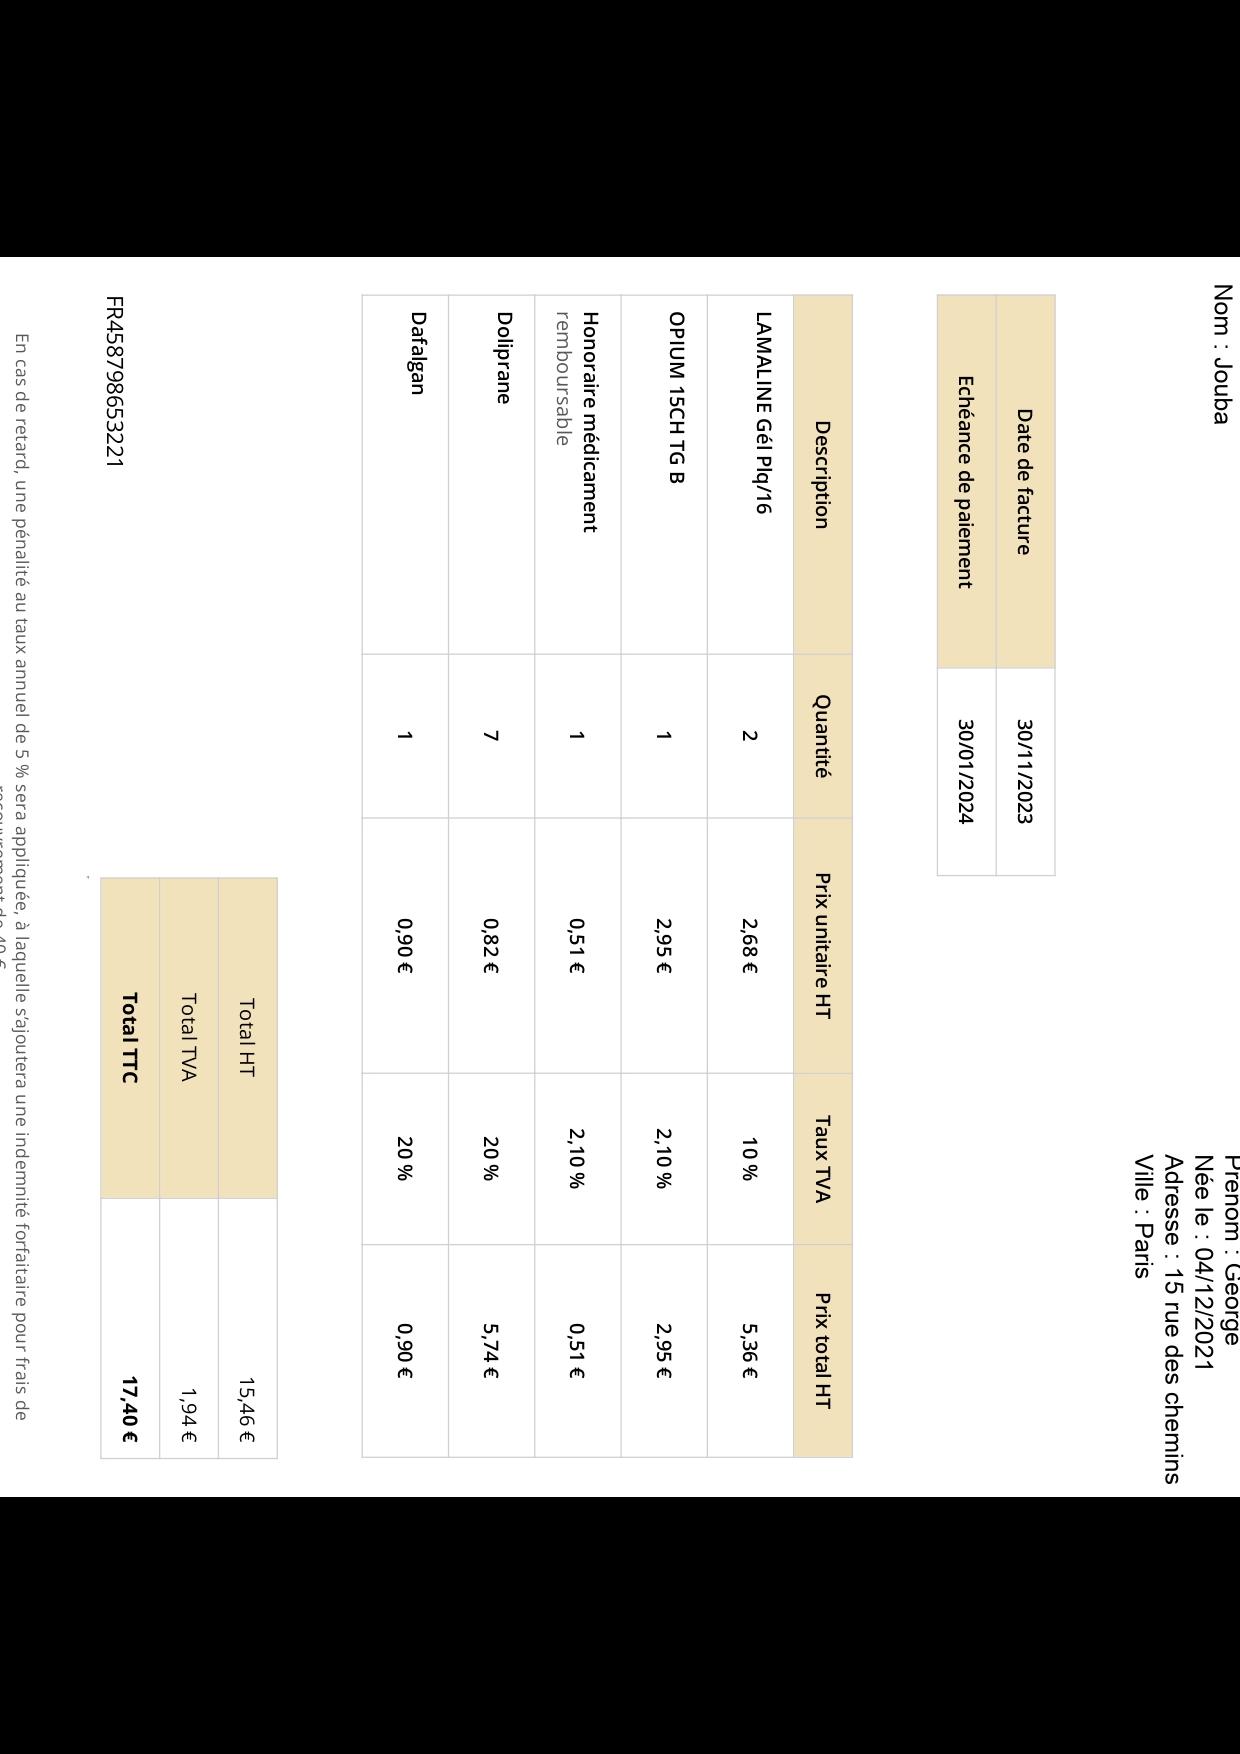 Nom : Jouba
Prenom : George
Née le : 04/12/2021
Adresse : 15 rue des chemins
Ville : Paris
Date de facture 30/11/2023
Echéance de paiement 30/01/2024
Description Quantité Prix unitaire HT Taux TVA Prix total HT
LAMALINE Gél Plq/16 2 2,68 € 10 % 5,36 €
OPIUM 15CH TG B 1 2,95 € 2,10 % 2,95 €
Honoraire médicament 1 0,51 € 2,10 % 0,51 €
remboursable
Doliprane 7 0,82 € 20 % 5,74 €
Dafalgan 1 0,90 € 20 % 0,90 €
Total HT 15,46 €
Total TVA 1,94 €
Total TTC 17,40 €
FR458798653221
En cas de retard, une pénalité au taux annuel de 5 % sera appliquée, à laquelle s'ajoutera une indemnité forfaitaire pour frais de
recouvrement de 40 €